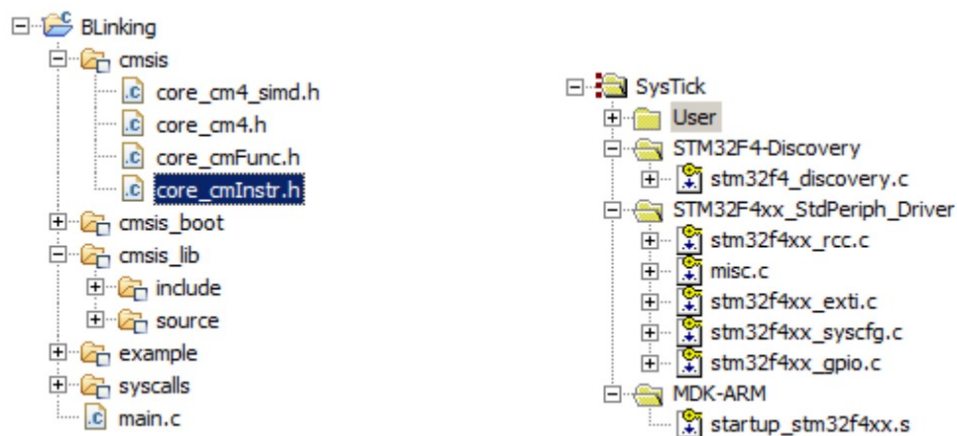 BLinking
cmsis
core_cm4_simd.h
core_cm4.h
core_cmFunc.h
core_cmInstr.h
cmsis_boot
cmsis_lib
include
source
example
syscalls
main.c
SysTick
User
STM32F4-Discovery
stm32f4_discovery.c
STM32F4xx_StdPeriph_Driver
stm32f4xx_rcc.c
misc.c
stm32f4xx_exti.c
stm32f4xx_syscfg.c
stm32f4xx_gpio.c
MDK-ARM
startup_stm32f4xx.s